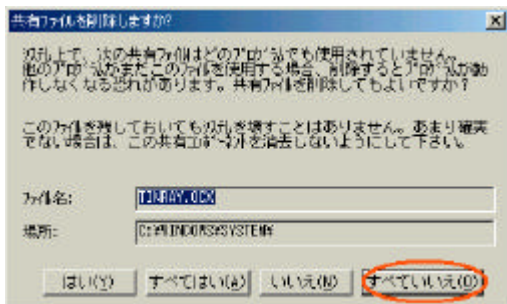 共有ファイルを削除しますか?
システム上で、次の共有ファイルはどのプログラムでも使用されていません。
他のプログラムがまだこのファイルを使用する場合、削除するとプログラムが動
作しなくなる恐れがあります。共有ファイルを削除してもよいですか?
このファイルを残しておいてもシステムを壊すことはありません。あまり確実
でない場合は、この共有コンポーネントを消去しないようにして下さい。
ファイル名:
TINRAY.OCX
場所:
C:¥WINDOWS¥SYSTEM¥
はい(Y)
すべてはい(A)
いいえ(N)
すべていいえ(O)